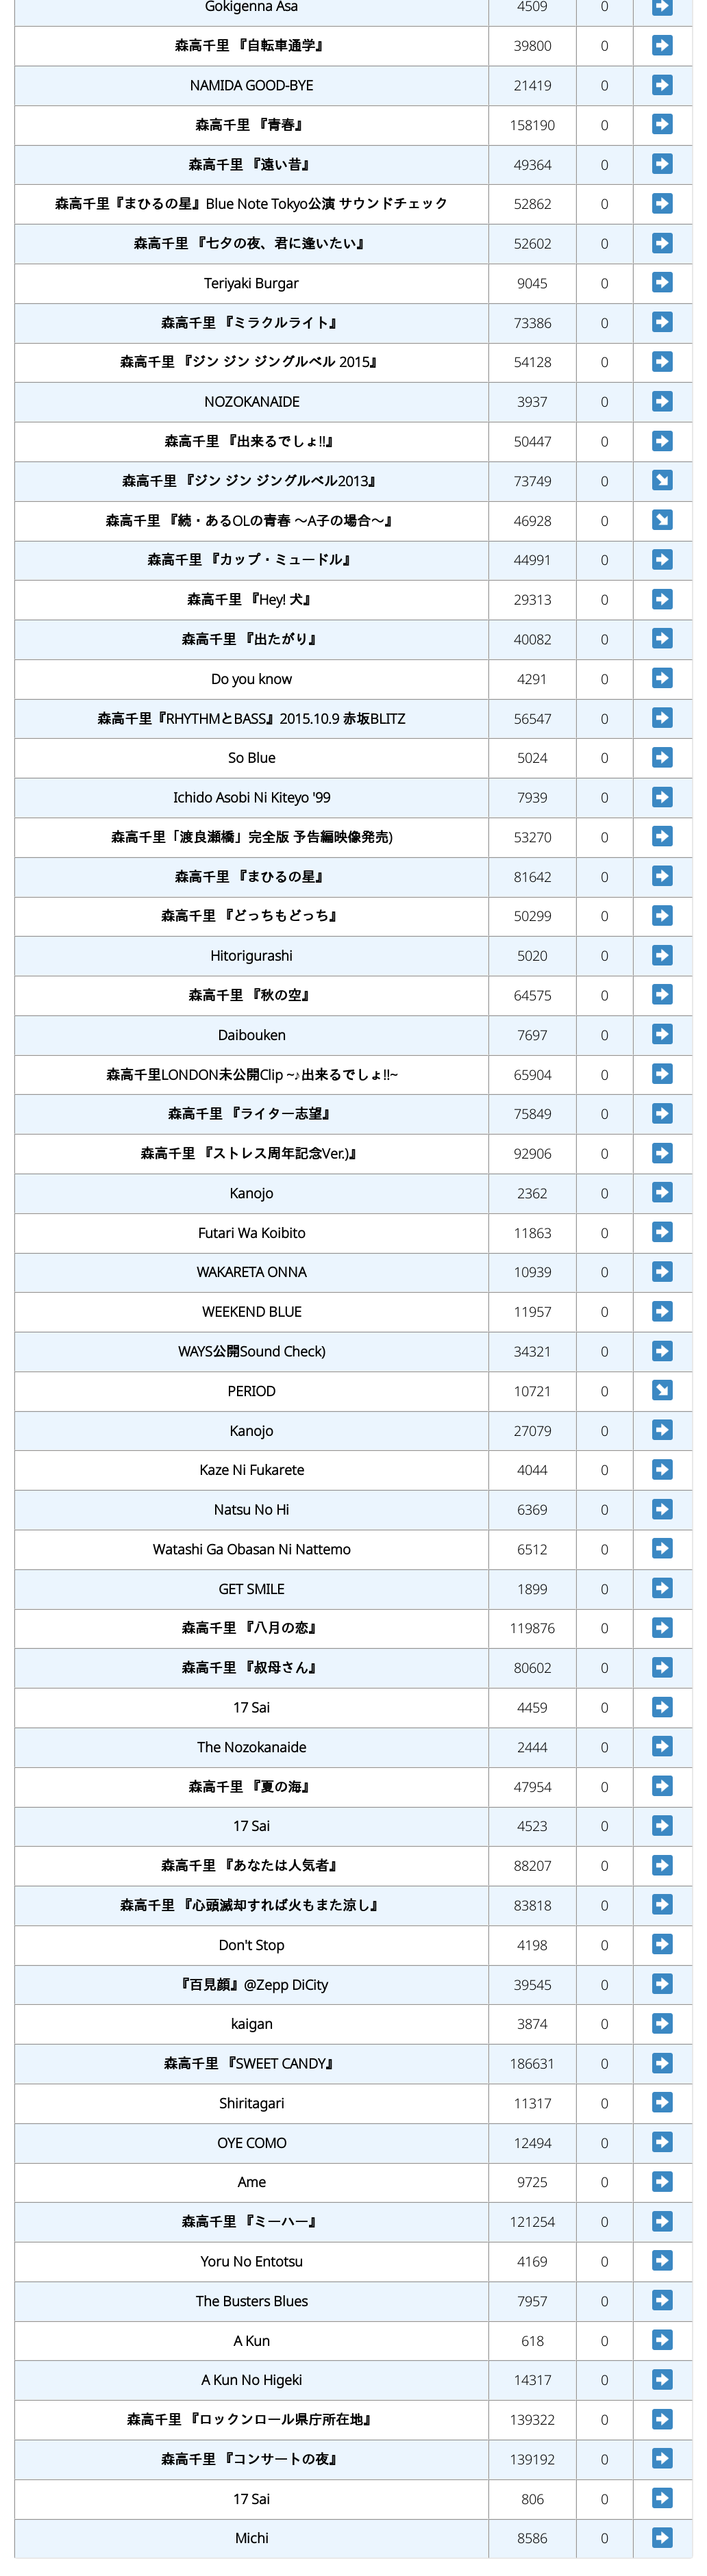 Gokigenna Asa 4509 0
森高千里 『自転車通学』 39800 0
NAMIDA GOOD-BYE 21419 0
森高千里 『青春』 158190 0
森高千里 『遠い昔』 49364 0
森高千里『まひるの星』Blue Note Tokyo公演 サウンドチェック 52862 0
森高千里 『七夕の夜、君に逢いたい』 52602 0
Teriyaki Burgar 9045 0
森高千里 『ミラクルライト』 73386 0
森高千里 『ジン ジン ジングルベル 2015』 54128 0
NOZOKANAIDE 3937 0
森高千里 『出来るでしょ!!』 50447 0
森高千里 『ジン ジン ジングルベル2013』 73749 0
森高千里 『続・あるOLの青春 〜A子の場合〜』 46928 0
森高千里 『カップ・ミュードル』 44991 0
森高千里 『Hey! 犬』 29313 0
森高千里 『出たがり』 40082 0
Do you know 4291 0
森高千里『RHYTHMとBASS』2015.10.9 赤坂BLITZ 56547 0
So Blue 5024 0
Ichido Asobi Ni Kiteyo '99 7939 0
森高千里「渡良瀬橋」完全版 予告編映像発売) 53270 0
森高千里 『まひるの星』 81642 0
森高千里 『どっちもどっち』 50299 0
Hitorigurashi 5020 0
森高千里 『秋の空』 64575 0
Daibouken 7697 0
森高千里LONDON未公開Clip ~♪出来るでしょ!!~ 65904 0
森高千里 『ライター志望』 75849 0
森高千里 『ストレス周年記念Ver.)』 92906 0
Kanojo 2362 0
Futari Wa Koibito 11863 0
WAKARETA ONNA 10939 0
WEEKEND BLUE 11957 0
WAYS公開Sound Check) 34321 0
PERIOD 10721 0
Kanojo 27079 0
Kaze Ni Fukarete 4044 0
Natsu No Hi 6369 0
Watashi Ga Obasan Ni Nattemo 6512 0
GET SMILE 1899 0
森高千里 『八月の恋』 119876 0
森高千里 『叔母さん』 80602 0
17 Sai 4459 0
The Nozokanaide 2444 0
森高千里 『夏の海』 47954 0
17 Sai 4523 0
森高千里 『あなたは人気者』 88207 0
森高千里 『心頭滅却すれば火もまた涼し』 83818 0
Don't Stop 4198 0
『百見顔』@Zepp DiCity 39545 0
kaigan 3874 0
森高千里 『SWEET CANDY』 186631 0
Shiritagari 11317 0
OYE COMO 12494 0
Ame 9725 0
森高千里 『ミーハー』 121254 0
Yoru No Entotsu 4169 0
The Busters Blues 7957 0
A Kun 618 0
A Kun No Higeki 14317 0
森高千里 『ロックンロール県庁所在地』 139322 0
森高千里 『コンサートの夜』 139192 0
17 Sai 806 0
Michi 8586 0